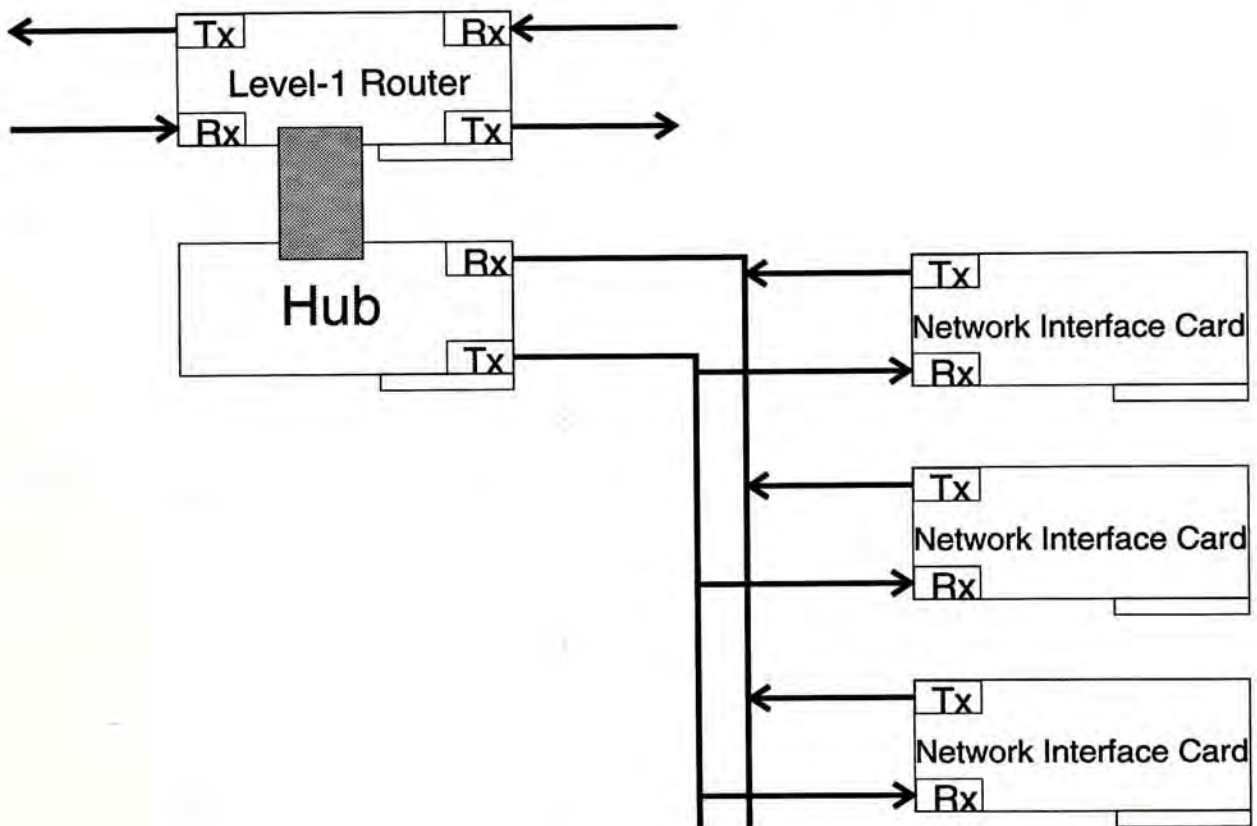 Tx Rx
Level-1 Router
Rx Tx
Rx
Hub
Tx
Tx
Network Interface Card
Rx
Tx
Network Interface Card
Rx
Tx
Network Interface Card
Rx